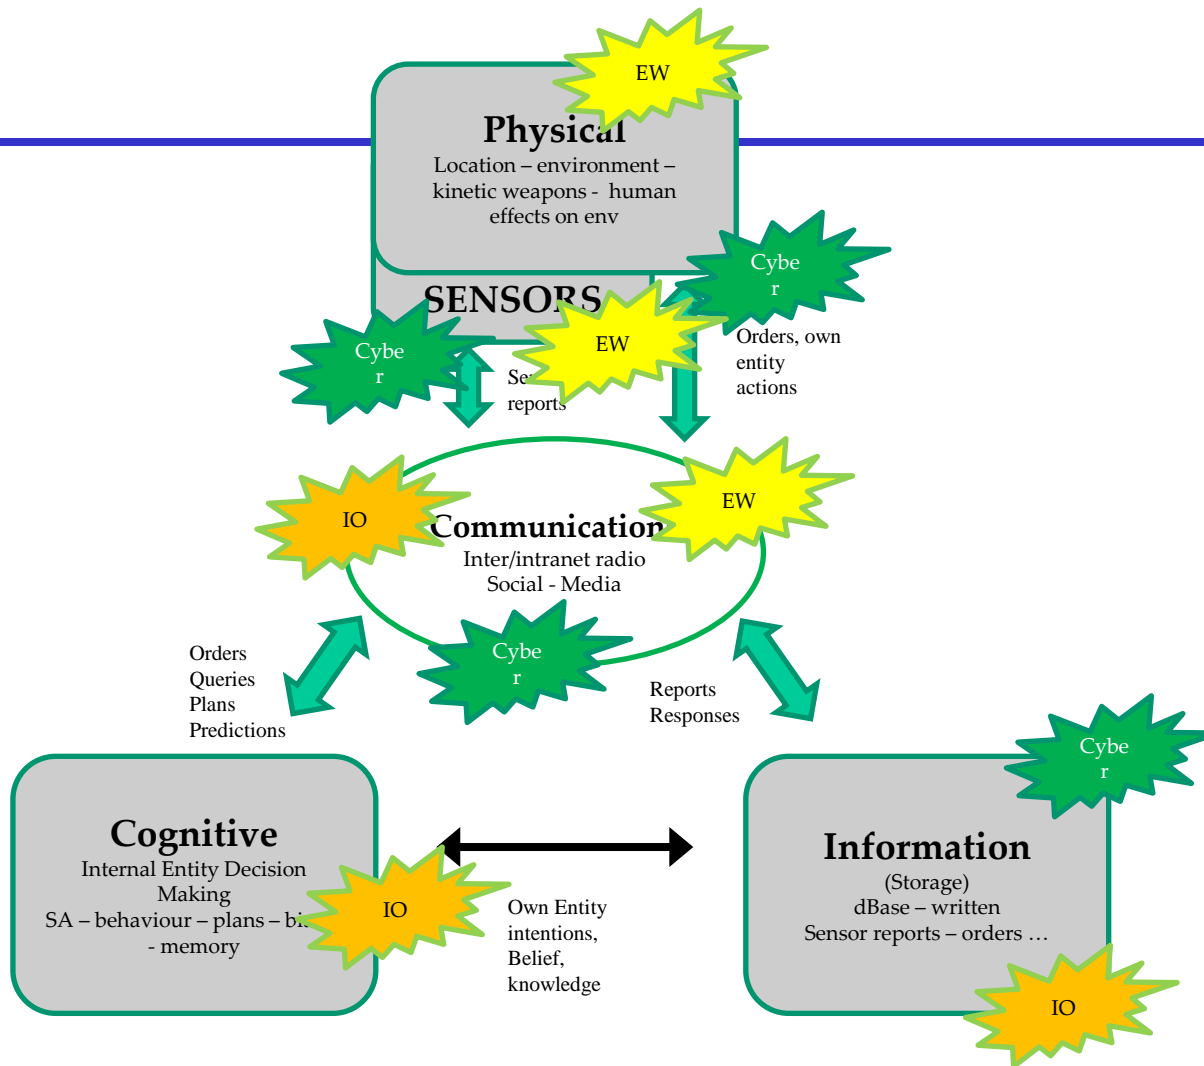 EW
Physical
Location – environment –
kinetic weapons - human
effects on env
Cybe
r
SENSORS
EW
Cybe
r
Orders, own
entity
actions
reports
IO
EW
Communication
Inter/intranet radio
Social - Media
Cybe
r
Orders
Queries
Plans
Predictions
Reports
Responses
Cybe
r
Cognitive
Internal Entity Decision
Making
SA – behaviour – plans –
- memory
IO
Own Entity
intentions,
Belief,
knowledge
Information
(Storage)
dBase – written
Sensor reports – orders …
IO